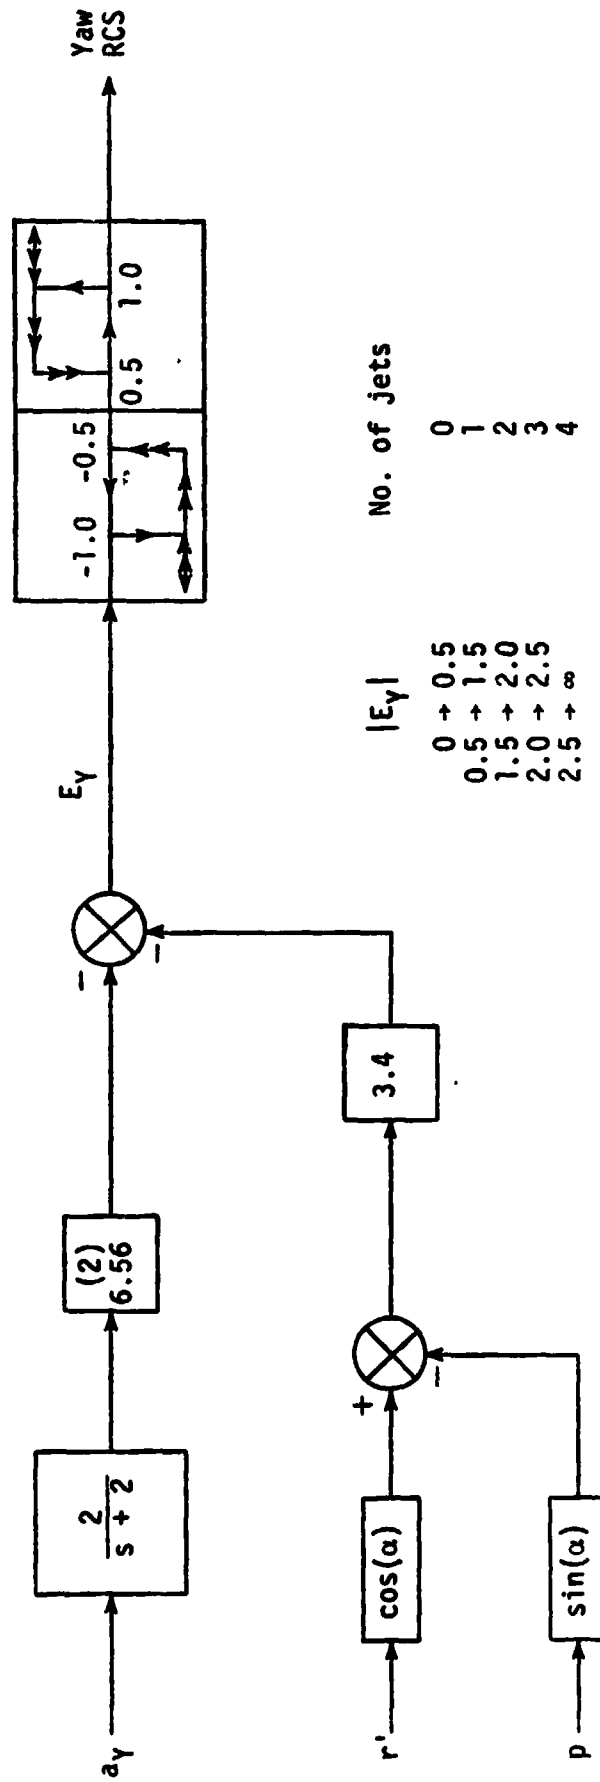 a_Y
2
s + 2
(2)
6.56
-
-
E_Y
-1.0 -0.5
0.5 1.0
Yaw
RCS
r'
cos(α)
+
-
3.4
p
sin(α)
|E_Y| No. of jets
0 → 0.5 0
0.5 → 1.5 1
1.5 → 2.0 2
2.0 → 2.5 3
2.5 → ∞ 4